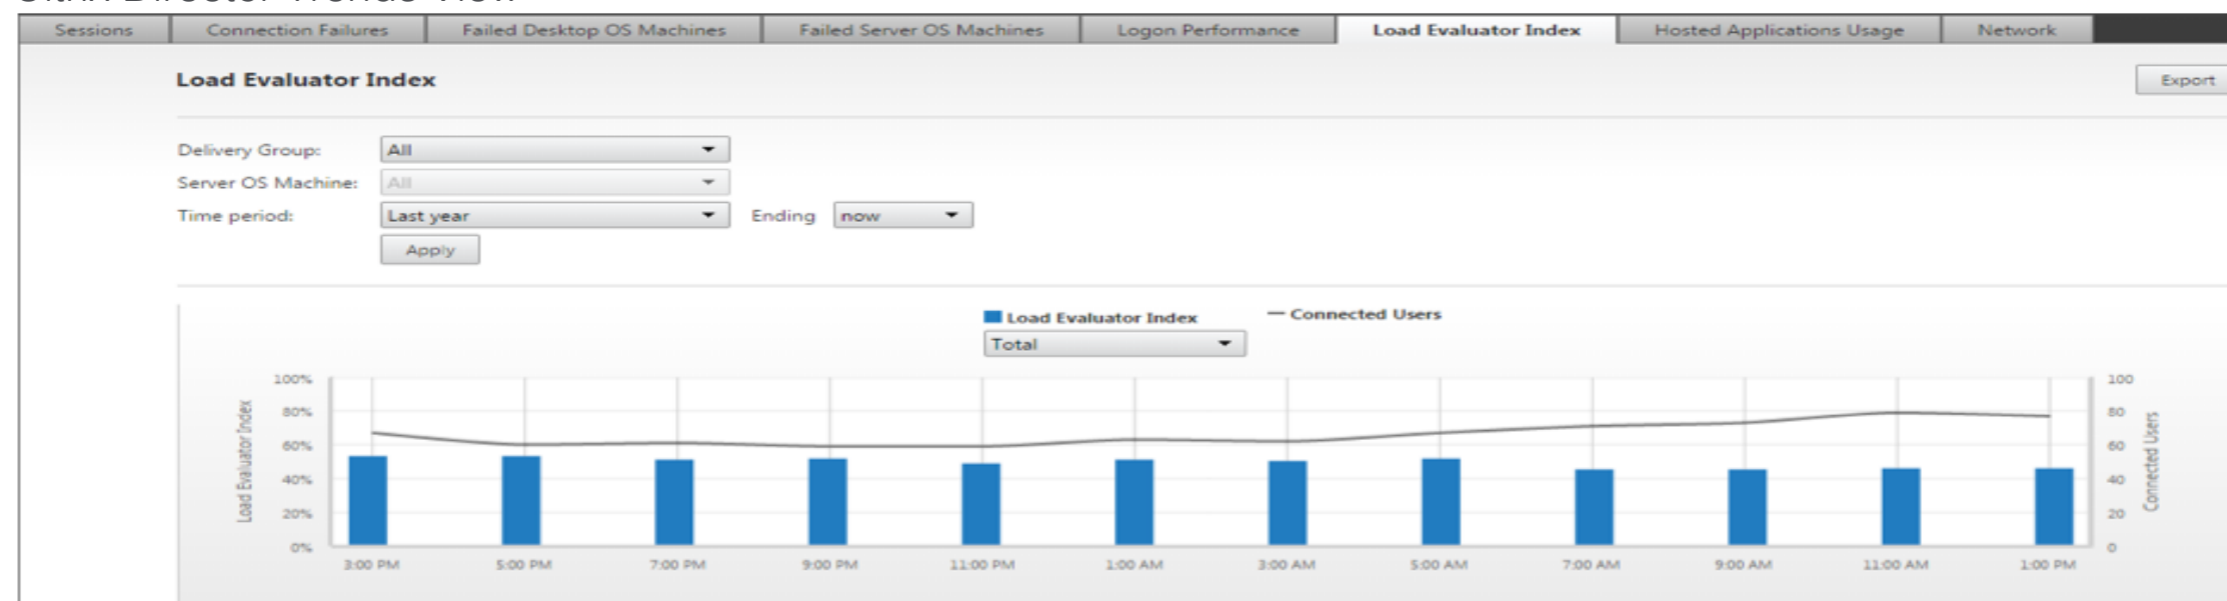 Citrix Director Trends View
Sessions Connection Failures Failed Desktop OS Machines Failed Server OS Machines Logon Performance Load Evaluator Index Hosted Applications Usage Network
Load Evaluator Index
Export
Delivery Group: All
Server OS Machine: All
Time period: Last year Ending now
Apply
Load Evaluator Index Connected Users
Total
100% 100
80% 80
60% 60
40% 40
20% 20
0% 0
Load Evaluator Index
Connected Users
3:00 PM 5:00 PM 7:00 PM 9:00 PM 11:00 PM 1:00 AM 3:00 AM 5:00 AM 7:00 AM 9:00 AM 11:00 AM 1:00 PM